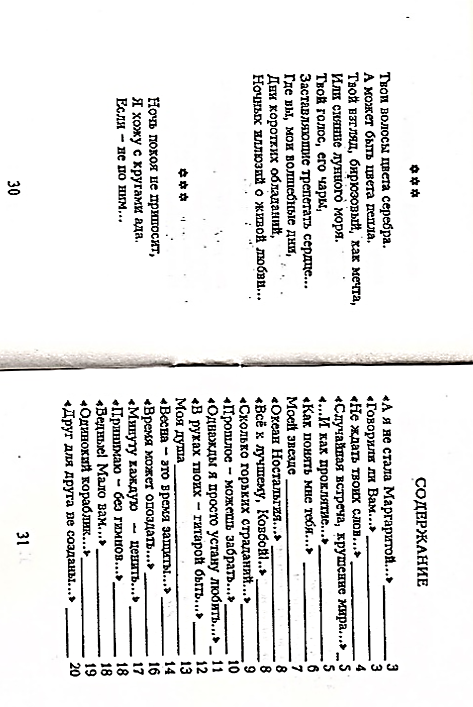 ***
Твои волосы цвета серебра.
А может быть цвета пепла.
Твой взгляд, бирюзовый, как мечта,
Или сияние лунного моря.
Твой голос, его чары,
Заставляющие трепетать сердце...
Где вы, мои волшебные дни,
Дни коротких обладаний,
Ночных иллюзий о живой любви...
***
Ночь покоя не приносит,
Я хожу с кругами ада.
Если – не по ним...
30
СОДЕРЖАНИЕ
«А я не стала Маргаритой...» 3
«Говорили ли Вам...» 3
«Не ждать твоих слов...» 4
«Случайная встреча, крушение мира...» 5
«...И как проклятие...» 5
«Как понять мне тебя...» 6
Моей звезде 7
«Океан Ностальгия...» 8
«Всё к лучшему, Ковбой!..» 8
«Сколько горьких страданий...» 9
«Прошлое – можешь забрать...» 10
«Однажды я просто устану любить...» 11
«В руках твоих – гитарой быть...» 12
Моя душа 13
«Весна – это время защиты...» 14
«Время может опоздать...» 16
«Минуту каждую – ценить...» 17
«Принимаю – без гимнов...» 18
«Бедные! Мало вам...» 18
«Одинокий кораблик...» 19
«Друг для друга не созданы...» 20
31